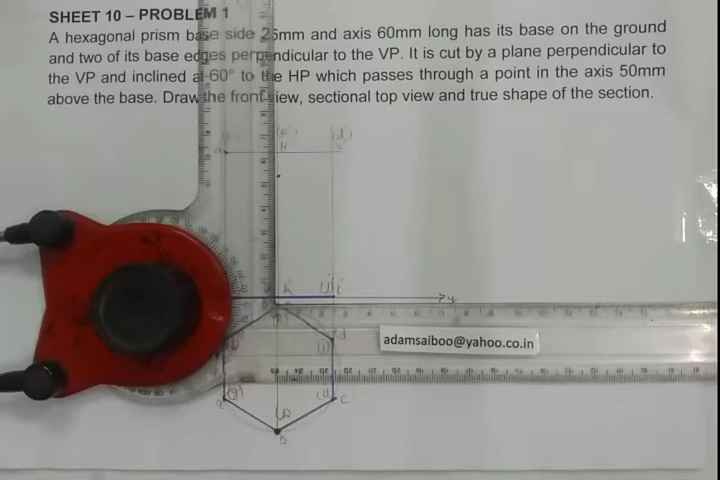 SHEET 10 – PROBLEM 1
A hexagonal prism base side 25mm and axis 60mm long has its base on the ground
and two of its base edges perpendicular to the VP. It is cut by a plane perpendicular to
the VP and inclined at 60° to the HP which passes through a point in the axis 50mm
above the base. Draw the front view, sectional top view and true shape of the section.
(d')
y
d
adamsaiboo@yahoo.co.in
a
(g)
c
b